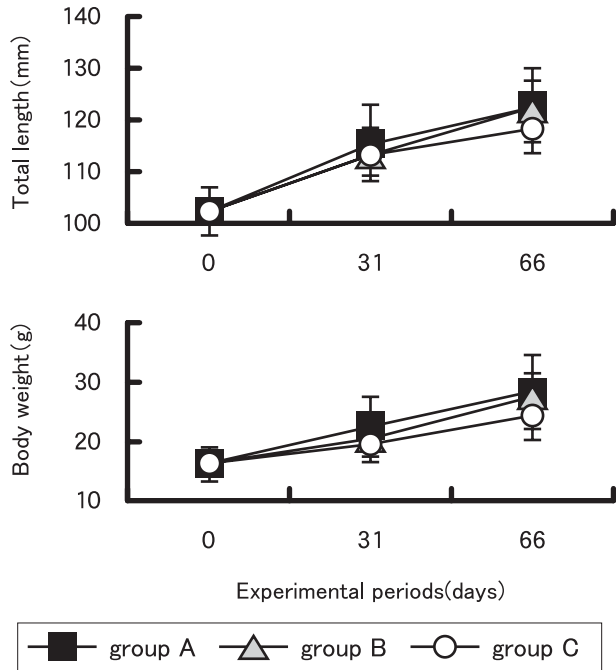 Total length(mm)
140
130
120
110
100
0 31 66
Body weight(g)
40
30
20
10
0 31 66
Experimental periods(days)
group A group B group C